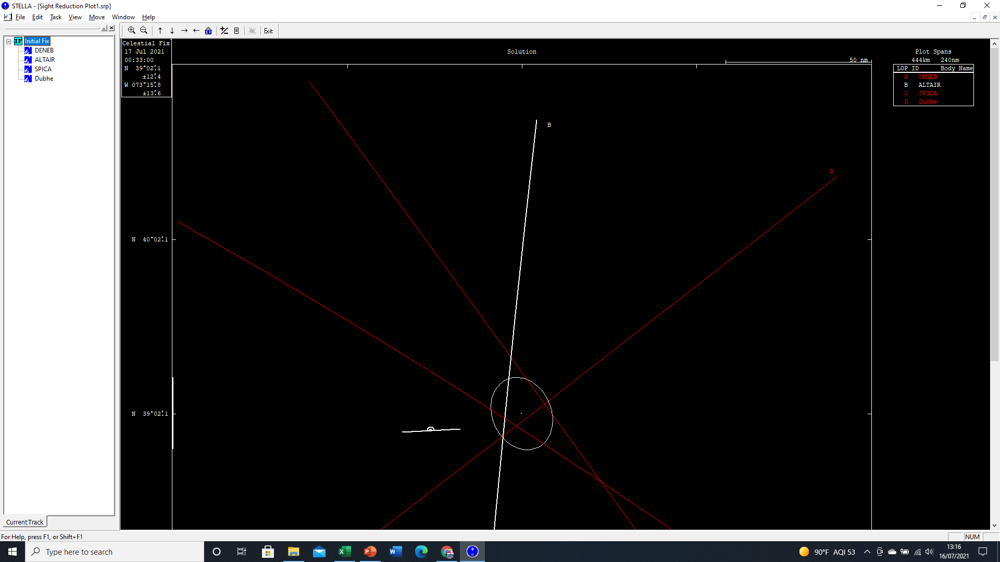 STELLA - [Sight Reduction Plot1.srp]
File Edit Task View Move Window Help
Exit
IF Initial Fix
DENEB
ALTAIR
SPICA
Dubhe
CurrentTrack
Celestial Fix
17 Jul 2021
00:33:00
N 39°02.'1
±12.'4
W 073°15.'8
±13.'6
Solution
50 nm
Plot Spans
444km 240nm
LOP ID Body Name
A DENEB
B ALTAIR
C SPICA
D Dubhe
B
D
N 40°02.'1
N 39°02.'1
For Help, press F1, or Shift+F1
NUM
Type here to search
90°F AQI 53
13:16
16/07/2021